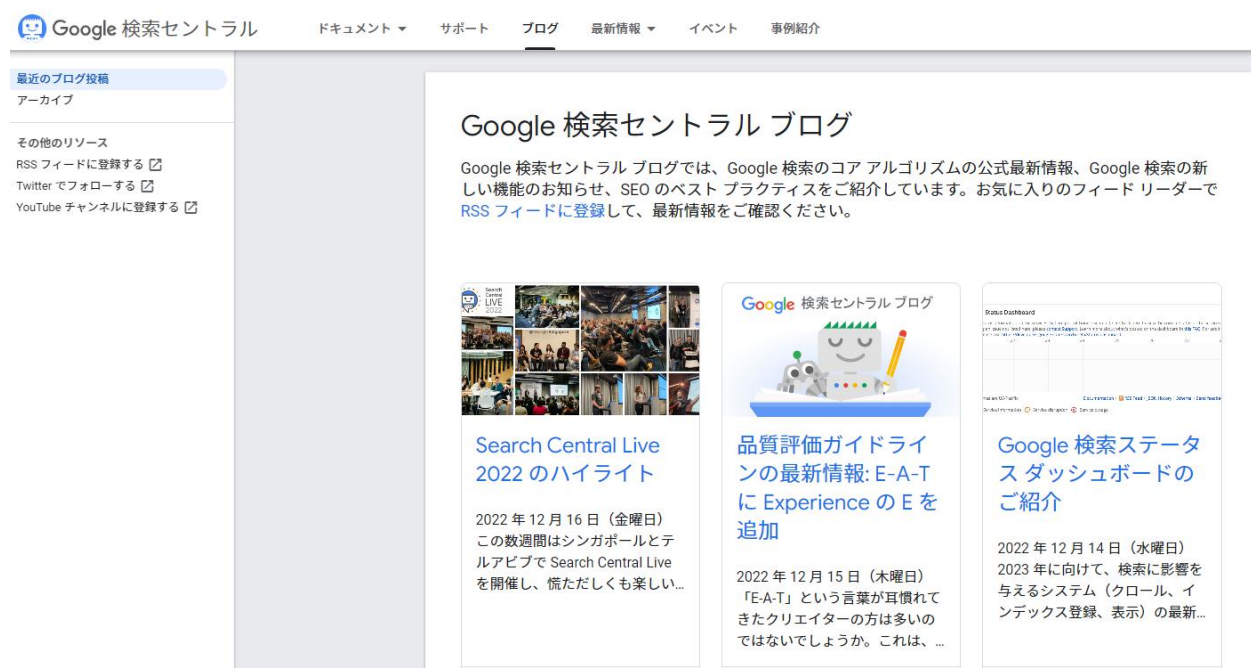 Google 検索セントラル
ドキュメント
サポート
ブログ
最新情報
イベント
事例紹介
最近のブログ投稿
アーカイブ
その他のリソース
RSS フィードに登録する
Twitter でフォローする
YouTube チャンネルに登録する
Google 検索セントラル ブログ
Google 検索セントラル ブログでは、Google 検索のコア アルゴリズムの公式最新情報、Google 検索の新
しい機能のお知らせ、SEO のベスト プラクティスをご紹介しています。お気に入りのフィード リーダーで
RSS フィードに登録して、最新情報をご確認ください。
Search
Central
LIVE
2022
Search Central Live
2022 のハイライト
2022 年 12 月 16 日（金曜日）
この数週間はシンガポールとテ
ルアビブで Search Central Live
を開催し、慌ただしくも楽しい...
Google 検索セントラル ブログ
品質評価ガイドライ
ンの最新情報: E-A-T
に Experience の E を
追加
2022 年 12 月 15 日（木曜日）
「E-A-T」という言葉が耳慣れて
きたクリエイターの方は多いの
ではないでしょうか。これは、...
Status Dashboard
Google 検索ステータ
ス ダッシュボードの
ご紹介
2022 年 12 月 14 日（水曜日）
2023 年に向けて、検索に影響を
与えるシステム（クロール、イ
ンデックス登録、表示）の最新...